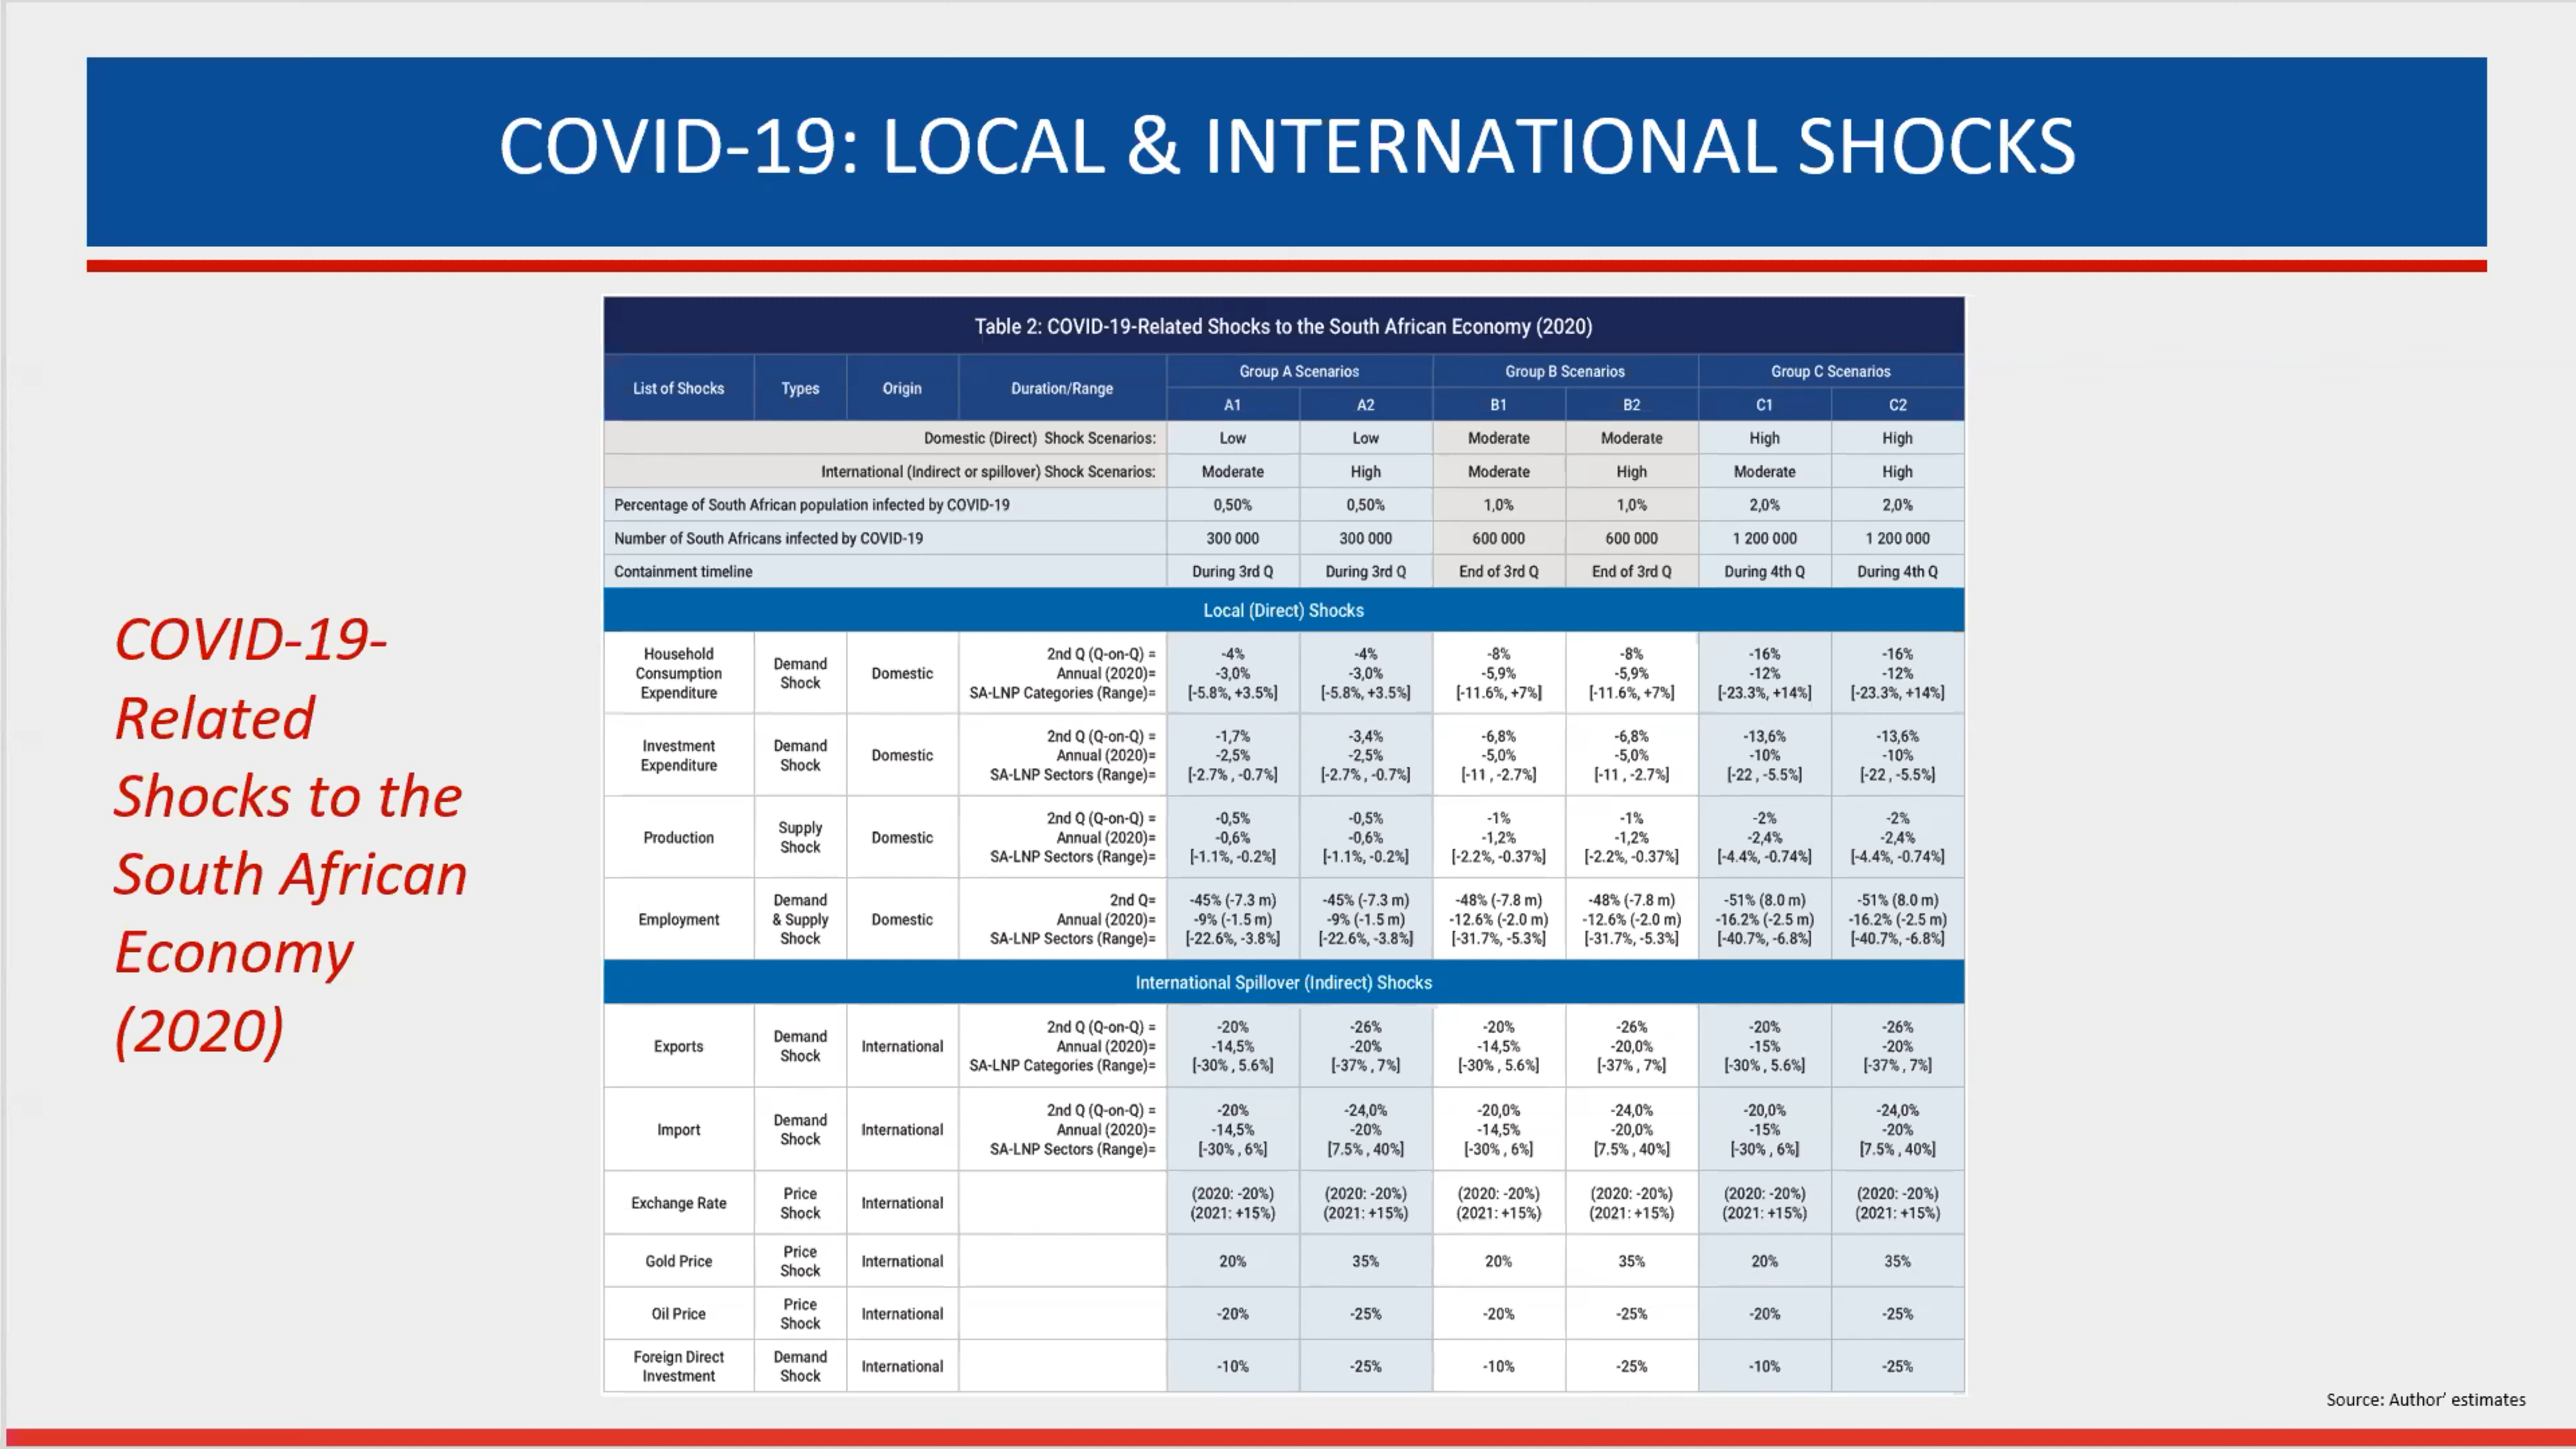 COVID-19: LOCAL & INTERNATIONAL SHOCKS
COVID-19-
Related
Shocks to the
South African
Economy
(2020)
Table 2: COVID-19-Related Shocks to the South African Economy (2020)
List of Shocks Types Origin Duration/Range Group A Scenarios Group B Scenarios Group C Scenarios
A1 A2 B1 B2 C1 C2
Domestic (Direct) Shock Scenarios: Low Low Moderate Moderate High High
International (Indirect or spillover) Shock Scenarios: Moderate High Moderate High Moderate High
Percentage of South African population infected by COVID-19 0,50% 0,50% 1,0% 1,0% 2,0% 2,0%
Number of South Africans infected by COVID-19 300 000 300 000 600 000 600 000 1 200 000 1 200 000
Containment timeline During 3rd Q During 3rd Q End of 3rd Q End of 3rd Q During 4th Q During 4th Q
Local (Direct) Shocks
Household Consumption Expenditure Demand Shock Domestic
2nd Q (Q-on-Q) = -4% -4% -8% -8% -16% -16%
Annual (2020)= -3,0% -3,0% -5,9% -5,9% -12% -12%
SA-LNP Categories (Range)= [-5.8%, +3.5%] [-5.8%, +3.5%] [-11.6%, +7%] [-11.6%, +7%] [-23.3%, +14%] [-23.3%, +14%]
Investment Expenditure Demand Shock Domestic
2nd Q (Q-on-Q) = -1,7% -3,4% -6,8% -6,8% -13,6% -13,6%
Annual (2020)= -2,5% -2,5% -5,0% -5,0% -10% -10%
SA-LNP Sectors (Range)= [-2.7% , -0.7%] [-2.7% , -0.7%] [-11 , -2.7%] [-11 , -2.7%] [-22 , -5.5%] [-22 , -5.5%]
Production Supply Shock Domestic
2nd Q (Q-on-Q) = -0,5% -0,5% -1% -1% -2% -2%
Annual (2020)= -0,6% -0,6% -1,2% -1,2% -2,4% -2,4%
SA-LNP Sectors (Range)= [-1.1%, -0.2%] [-1.1%, -0.2%] [-2.2%, -0.37%] [-2.2%, -0.37%] [-4.4%, -0.74%] [-4.4%, -0.74%]
Employment Demand & Supply Shock Domestic
2nd Q= -45% (-7.3 m) -45% (-7.3 m) -48% (-7.8 m) -48% (-7.8 m) -51% (8.0 m) -51% (8.0 m)
Annual (2020)= -9% (-1.5 m) -9% (-1.5 m) -12.6% (-2.0 m) -12.6% (-2.0 m) -16.2% (-2.5 m) -16.2% (-2.5 m)
SA-LNP Sectors (Range)= [-22.6%, -3.8%] [-22.6%, -3.8%] [-31.7%, -5.3%] [-31.7%, -5.3%] [-40.7%, -6.8%] [-40.7%, -6.8%]
International Spillover (Indirect) Shocks
Exports Demand Shock International
2nd Q (Q-on-Q) = -20% -26% -20% -26% -20% -26%
Annual (2020)= -14,5% -20% -14,5% -20,0% -15% -20%
SA-LNP Categories (Range)= [-30% , 5.6%] [-37% , 7%] [-30% , 5.6%] [-37% , 7%] [-30% , 5.6%] [-37% , 7%]
Import Demand Shock International
2nd Q (Q-on-Q) = -20% -24,0% -20,0% -24,0% -20,0% -24,0%
Annual (2020)= -14,5% -20% -14,5% -20,0% -15% -20%
SA-LNP Sectors (Range)= [-30% , 6%] [7.5% , 40%] [-30% , 6%] [7.5% , 40%] [-30% , 6%] [7.5% , 40%]
Exchange Rate Price Shock International
(2020: -20%) (2020: -20%) (2020: -20%) (2020: -20%) (2020: -20%) (2020: -20%)
(2021: +15%) (2021: +15%) (2021: +15%) (2021: +15%) (2021: +15%) (2021: +15%)
Gold Price Price Shock International 20% 35% 20% 35% 20% 35%
Oil Price Price Shock International -20% -25% -20% -25% -20% -25%
Foreign Direct Investment Demand Shock International -10% -25% -10% -25% -10% -25%
Source: Author’ estimates